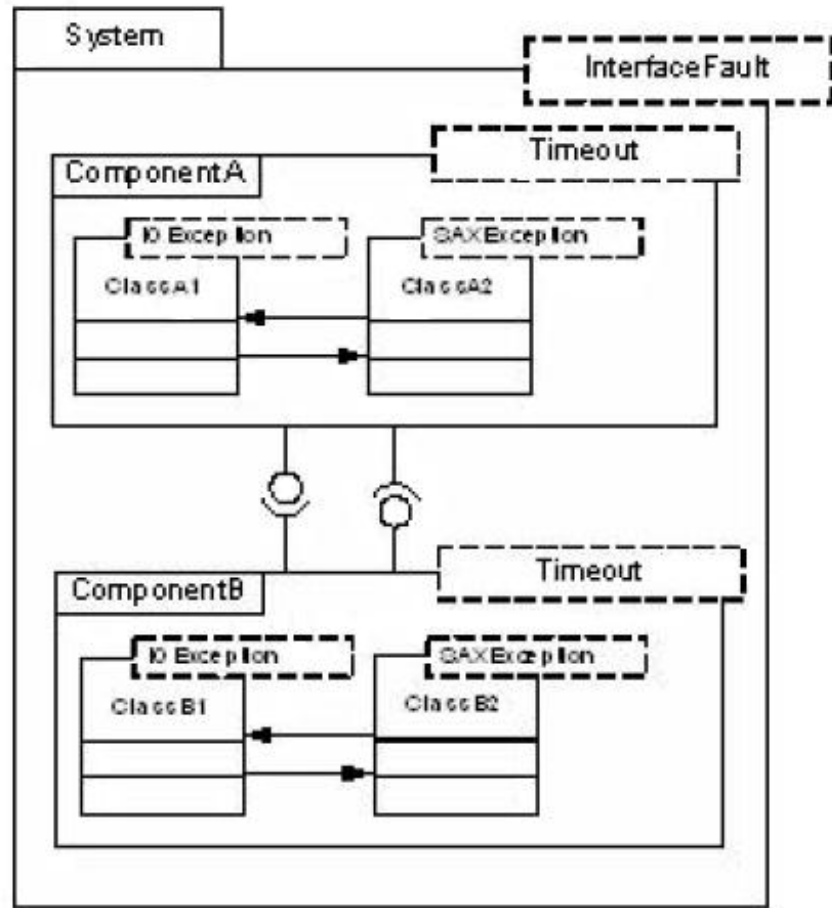 System
InterfaceFault
Timeout
ComponentA
IO Exception
SAXException
ClassA1
ClassA2
Timeout
ComponentB
IO Exception
SAXException
ClassB1
ClassB2